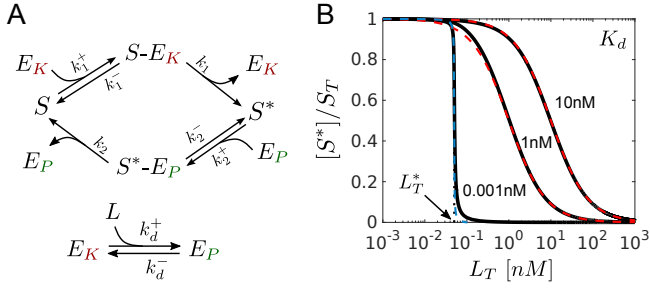 A
E_K k_1^+ k_1^- S-E_K k_1 E_K
S S*
E_P k_2 S*-E_P k_2^- k_2^+ E_P
L
E_K k_d^+ k_d^- E_P
B
[S*]/S_T
1
0.8
0.6
0.4
0.2
0
K_d
10nM
1nM
0.001nM
L_T^*
10^-3 10^-2 10^-1 10^0 10^1 10^2 10^3
L_T [nM]